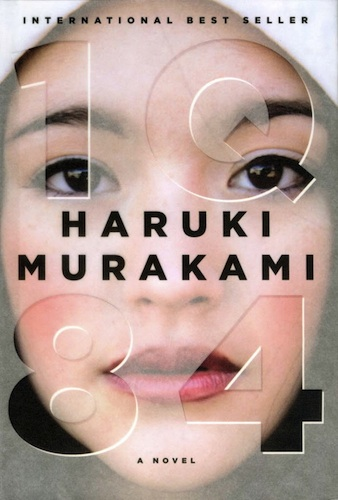 INTERNATIONAL BEST SELLER
1Q
HARUKI
MURAKAMI
84
A NOVEL